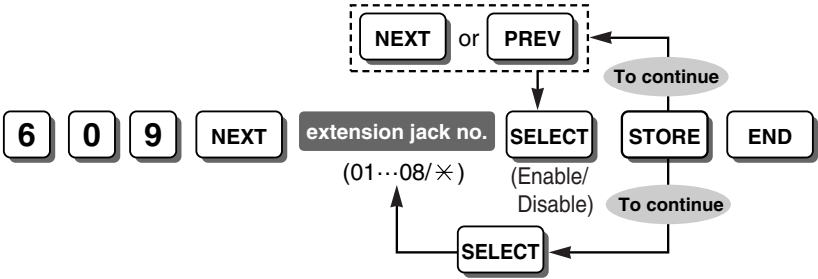 NEXT or PREV
To continue
6 0 9 NEXT extension jack no. SELECT STORE END
(01···08/✳) (Enable/
Disable) To continue
SELECT